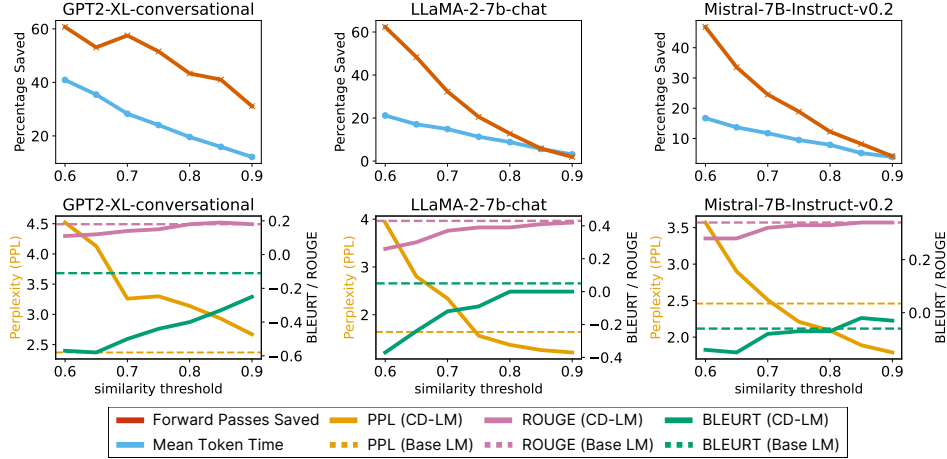 GPT2-XL-conversational
LLaMA-2-7b-chat
Mistral-7B-Instruct-v0.2
Percentage Saved
60
40
20
0.6
0.7
0.8
0.9
Percentage Saved
60
40
20
0
0.6
0.7
0.8
0.9
Percentage Saved
40
30
20
10
0.6
0.7
0.8
0.9
GPT2-XL-conversational
LLaMA-2-7b-chat
Mistral-7B-Instruct-v0.2
Perplexity (PPL)
4.5
4.0
3.5
3.0
2.5
0.2
0.0
−0.2
−0.4
−0.6
BLEURT / ROUGE
0.6
0.7
0.8
0.9
similarity threshold
Perplexity (PPL)
4
3
2
0.4
0.2
0.0
−0.2
−0.4
BLEURT / ROUGE
0.6
0.7
0.8
0.9
similarity threshold
Perplexity (PPL)
3.5
3.0
2.5
2.0
0.2
0.0
BLEURT / ROUGE
0.6
0.7
0.8
0.9
similarity threshold
Forward Passes Saved
PPL (CD-LM)
ROUGE (CD-LM)
BLEURT (CD-LM)
Mean Token Time
PPL (Base LM)
ROUGE (Base LM)
BLEURT (Base LM)